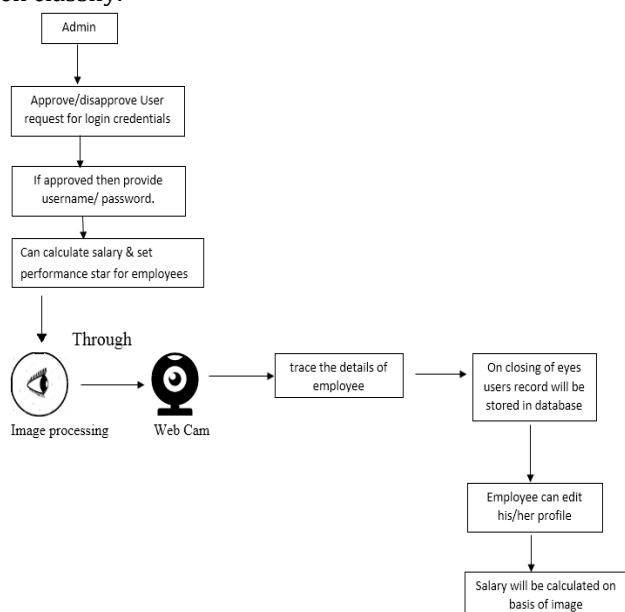 Admin
Approve/disapprove User
request for login credentials
If approved then provide
username/ password.
Can calculate salary & set
performance star for employees
Through
Image processing
Web Cam
trace the details of
employee
On closing of eyes
users record will be
stored in database
Employee can edit
his/her profile
Salary will be calculated on
basis of image